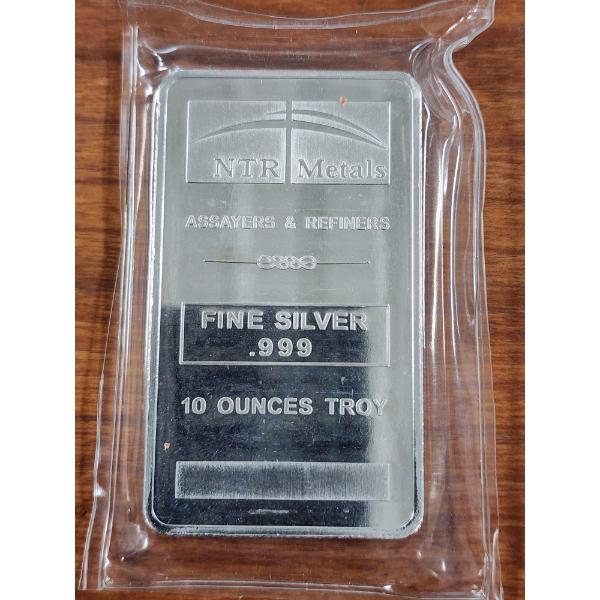 NTR Metals
ASSAYERS & REFINERS
FINE SILVER
.999
10 OUNCES TROY